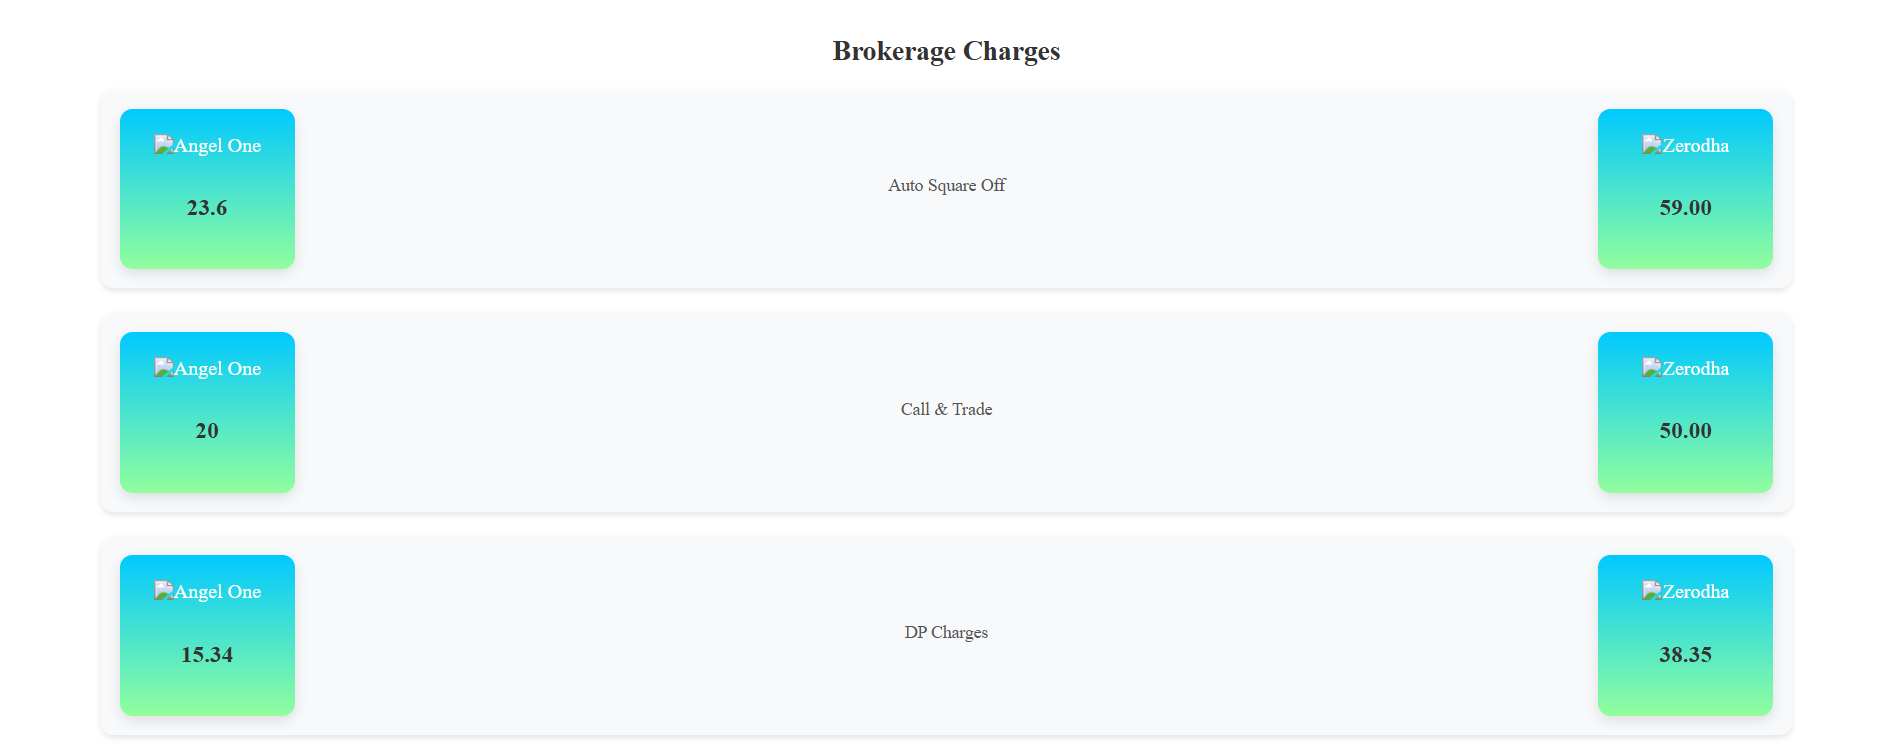 Brokerage Charges
Angel One
Zerodha
Auto Square Off
23.6
59.00
Angel One
Zerodha
Call & Trade
20
50.00
Angel One
Zerodha
DP Charges
15.34
38.35